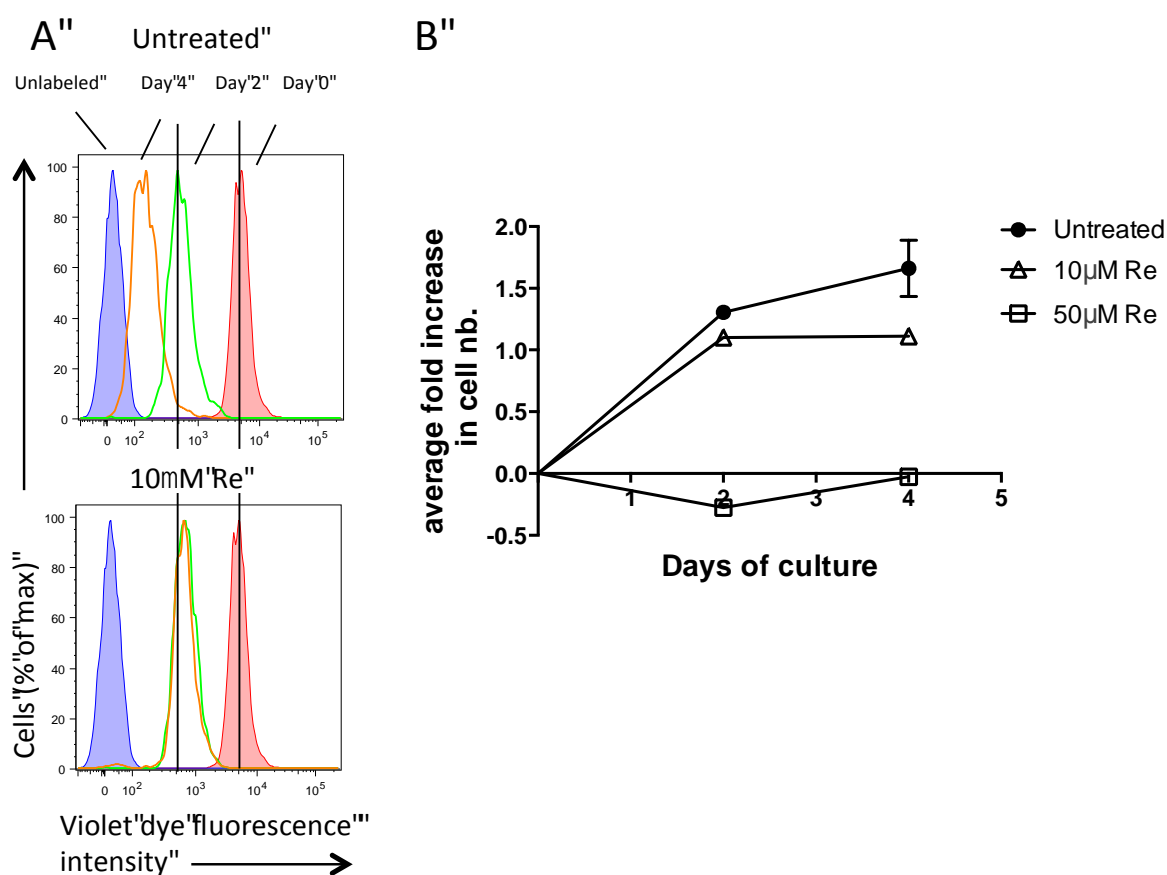 A"
Untreated"
Unlabeled" Day"4" Day"2" Day"0"
100
80
60
40
20
0
0 10² 10³ 10⁴ 10⁵
10mM"Re"
100
80
60
40
20
0
0 10² 10³ 10⁴ 10⁵
Cells"(%"of"max)"
Violet"dye"fluorescence""
intensity"
B"
2.0
1.5
1.0
0.5
0.0
-0.5
1 2 3 4 5
average fold increase
in cell nb.
Days of culture
Untreated
10µM Re
50µM Re